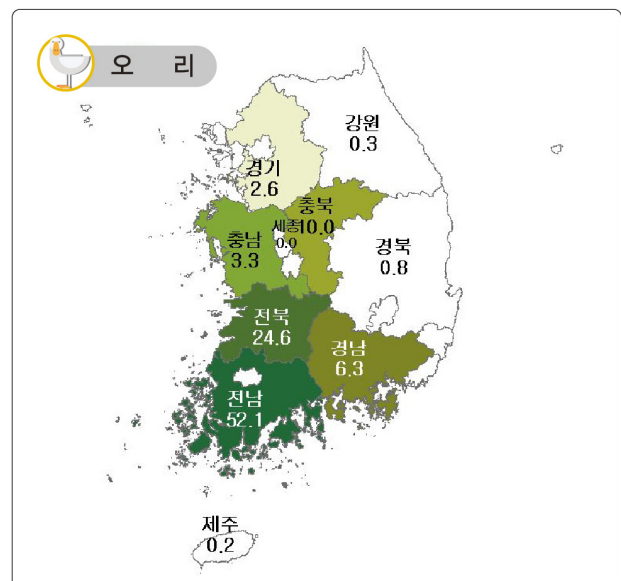 오 리
강원
0.3
경기
2.6
충북
10.0
세종
0.0
충남
3.3
경북
0.8
전북
24.6
경남
6.3
전남
52.1
제주
0.2